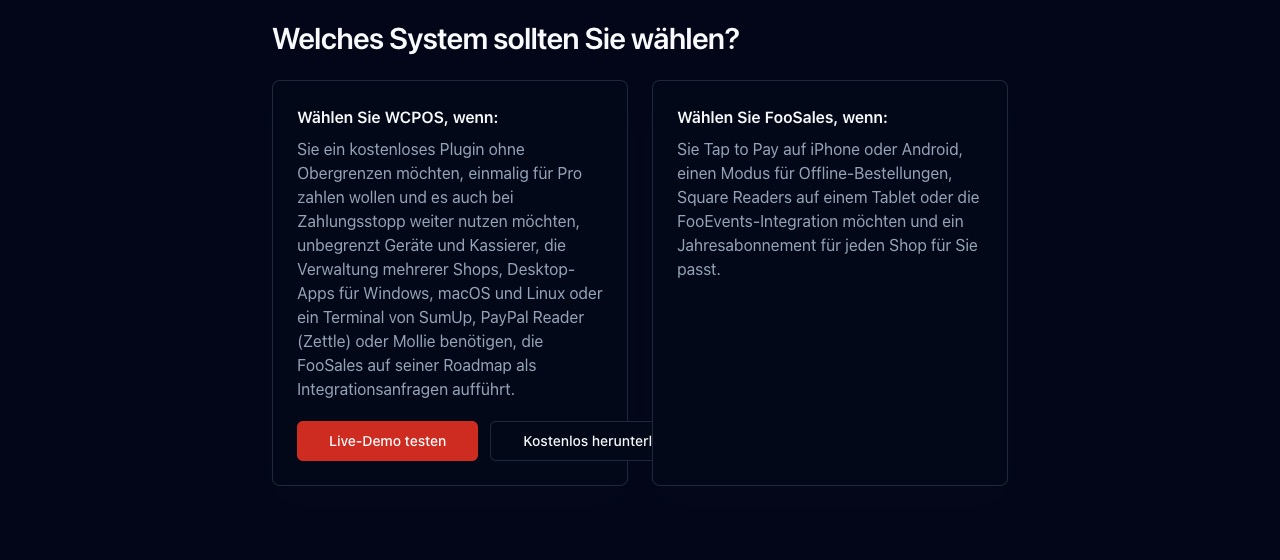 Welches System sollten Sie wählen?
Wählen Sie WCPOS, wenn:
Sie ein kostenloses Plugin ohne
Obergrenzen möchten, einmalig für Pro
zahlen wollen und es auch bei
Zahlungsstopp weiter nutzen möchten,
unbegrenzt Geräte und Kassierer, die
Verwaltung mehrerer Shops, Desktop-
Apps für Windows, macOS und Linux oder
ein Terminal von SumUp, PayPal Reader
(Zettle) oder Mollie benötigen, die
FooSales auf seiner Roadmap als
Integrationsanfragen aufführt.
Live-Demo testen
Kostenlos herunterl
Wählen Sie FooSales, wenn:
Sie Tap to Pay auf iPhone oder Android,
einen Modus für Offline-Bestellungen,
Square Readers auf einem Tablet oder die
FooEvents-Integration möchten und ein
Jahresabonnement für jeden Shop für Sie
passt.